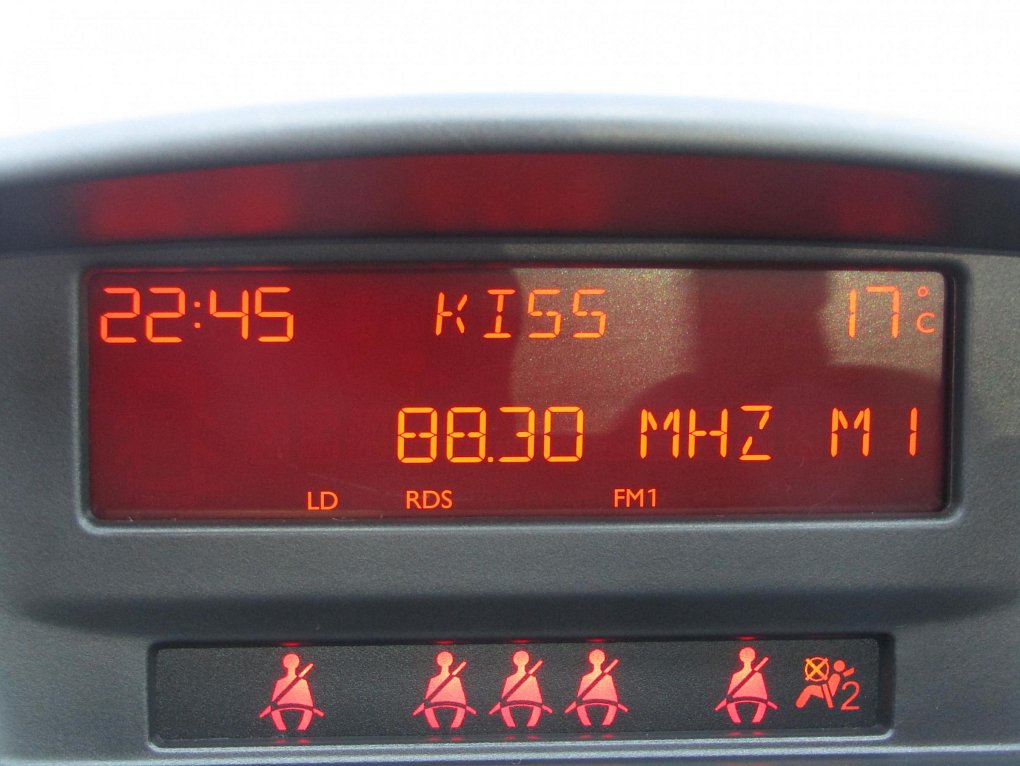 22:45 KISS 17°C
88.30 MHZ M1
LD RDS FM1
2